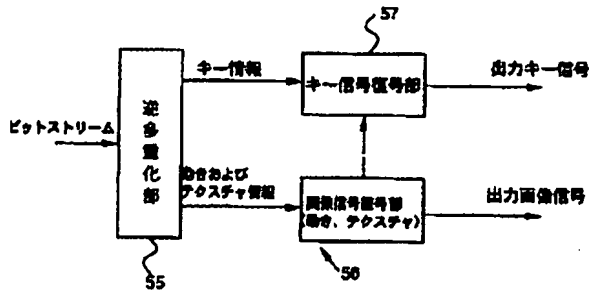 57
キー情報
キー信号復号部
出力キー信号
ビットストリーム
逆多重化部
動きおよび
テクスチャ情報
画像信号復号部
(動き、テクスチャ)
出力画像信号
55
56